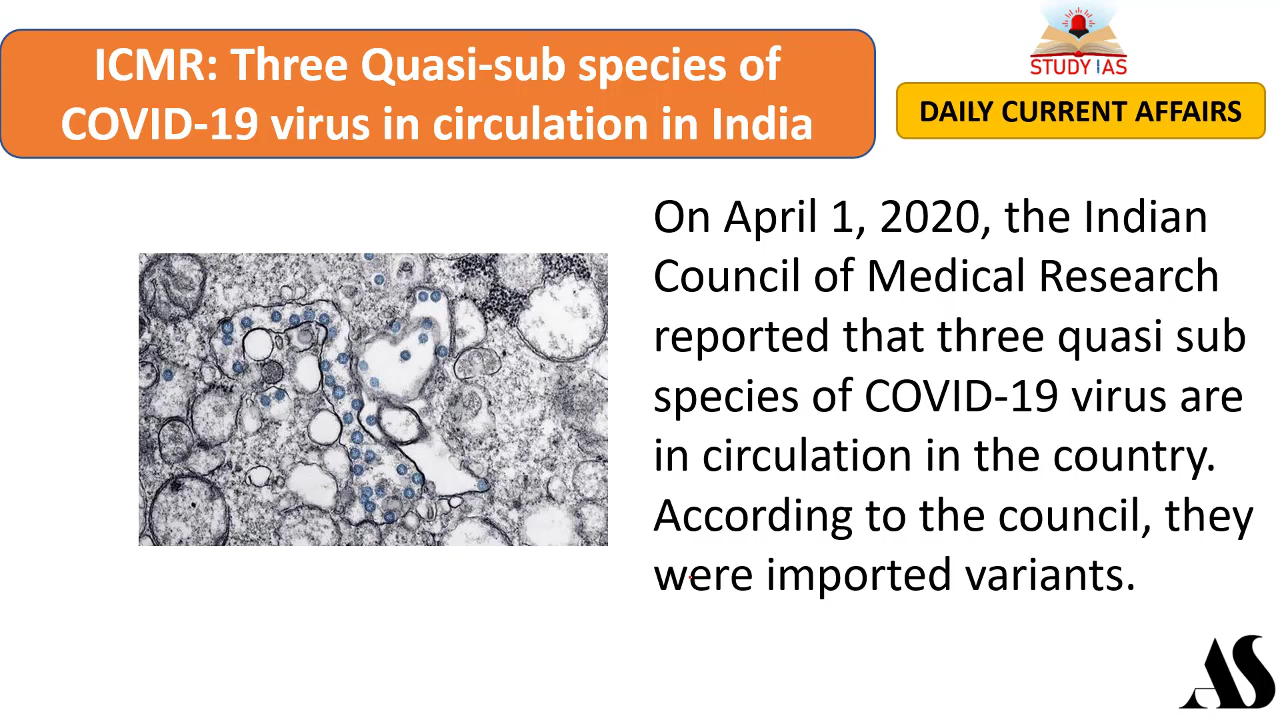 ICMR: Three Quasi-sub species of
COVID-19 virus in circulation in India
STUDY IAS
DAILY CURRENT AFFAIRS
On April 1, 2020, the Indian
Council of Medical Research
reported that three quasi sub
species of COVID-19 virus are
in circulation in the country.
According to the council, they
were imported variants.
AS